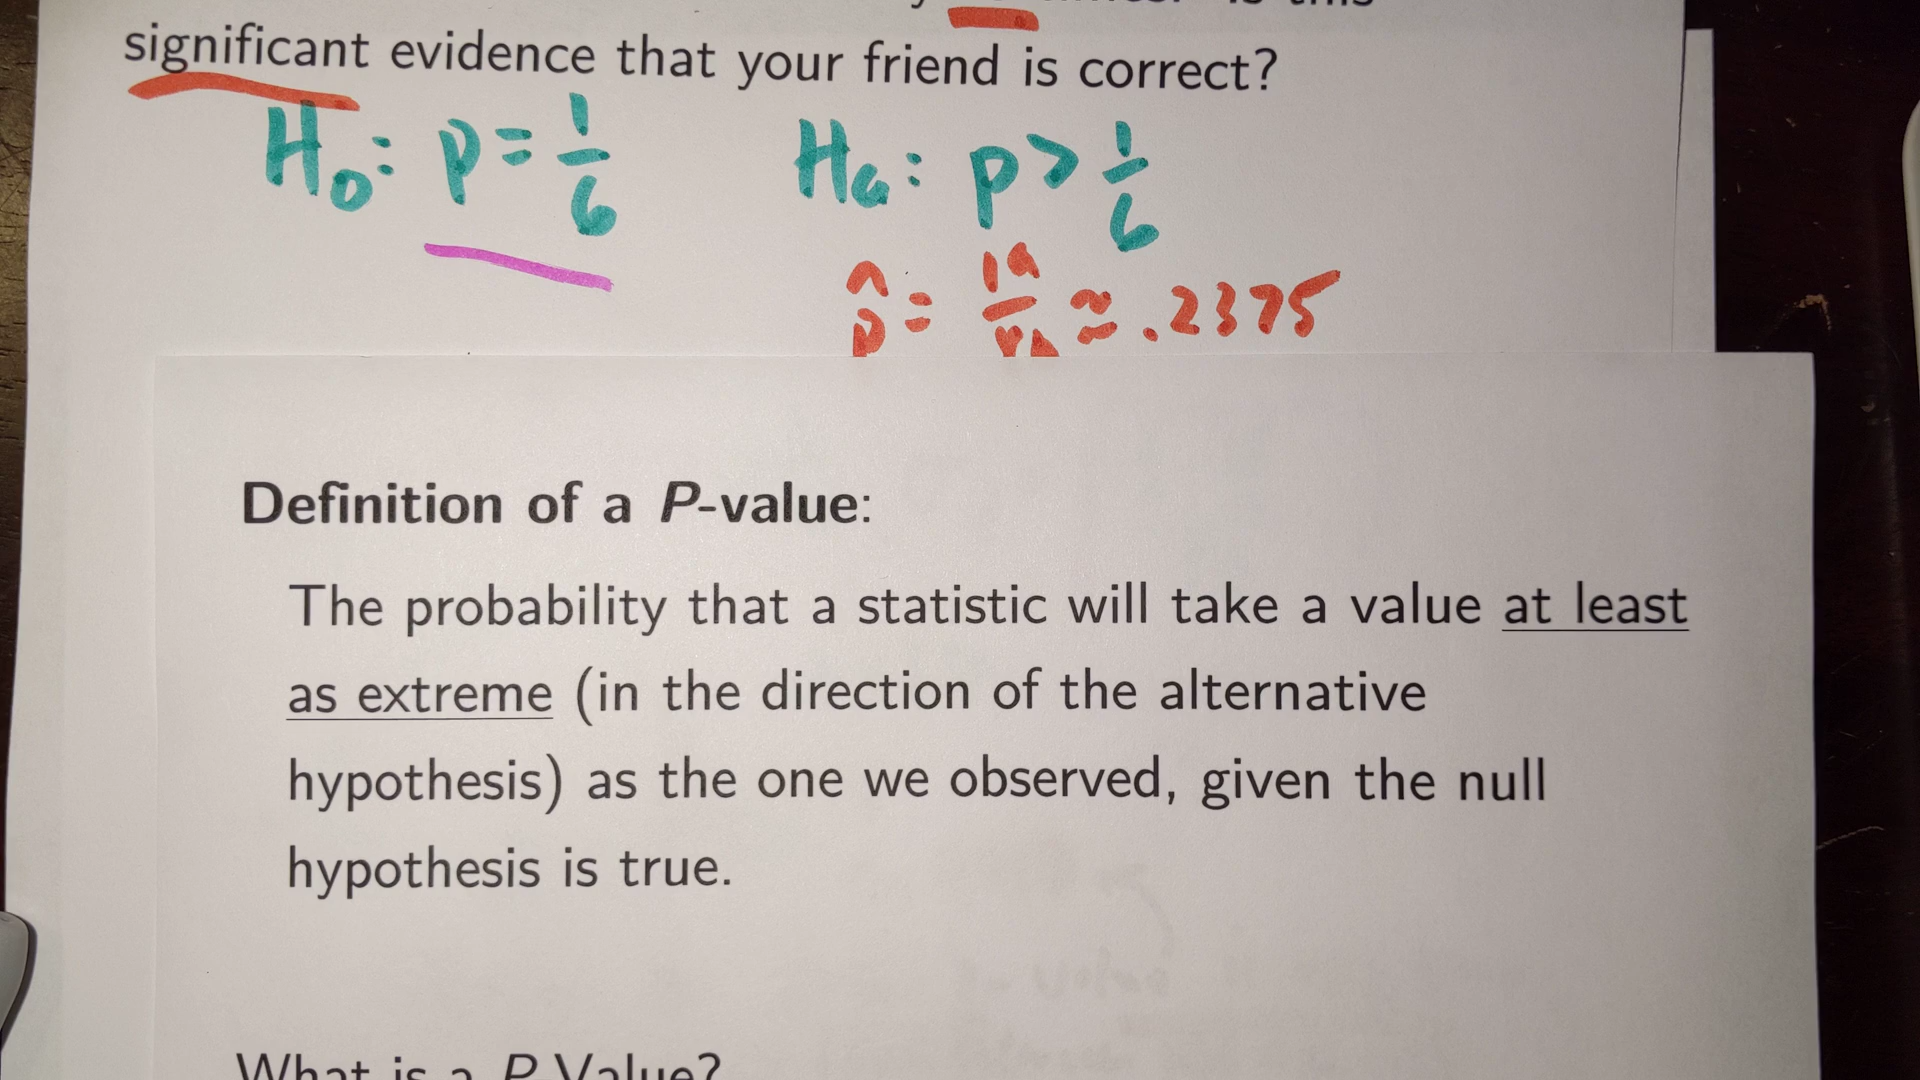 significant evidence that your friend is correct?
H₀: p = 1/6 Hₐ: p > 1/6
p̂ = 19/80 ≈ .2375
Definition of a P-value:
The probability that a statistic will take a value at least
as extreme (in the direction of the alternative
hypothesis) as the one we observed, given the null
hypothesis is true.
What is a P-Value?